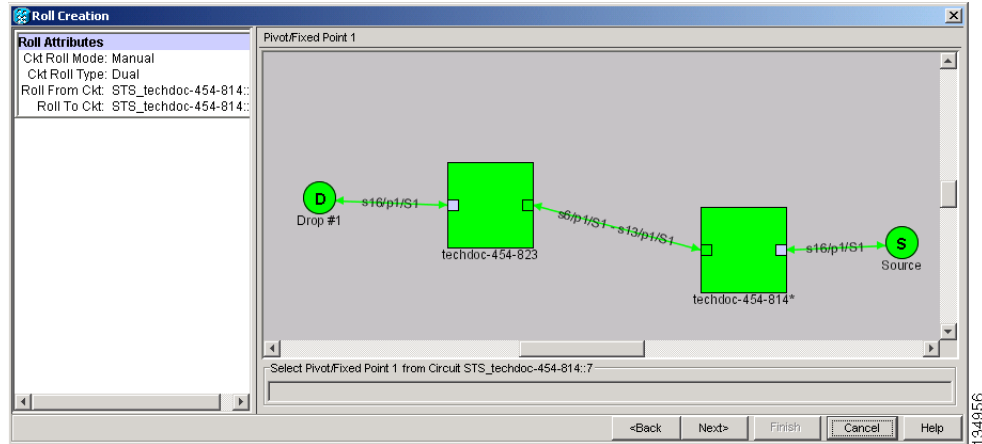 Roll Creation
Roll Attributes
Ckt Roll Mode: Manual
Ckt Roll Type: Dual
Roll From Ckt: STS_techdoc-454-814::
Roll To Ckt: STS_techdoc-454-814::
Pivot/Fixed Point 1
D
Drop #1
s16/p1/S1
techdoc-454-823
s6/p1/S1 - s13/p1/S1
techdoc-454-814*
s16/p1/S1
S
Source
Select Pivot/Fixed Point 1 from Circuit STS_techdoc-454-814::7
<Back
Next>
Finish
Cancel
Help
134956